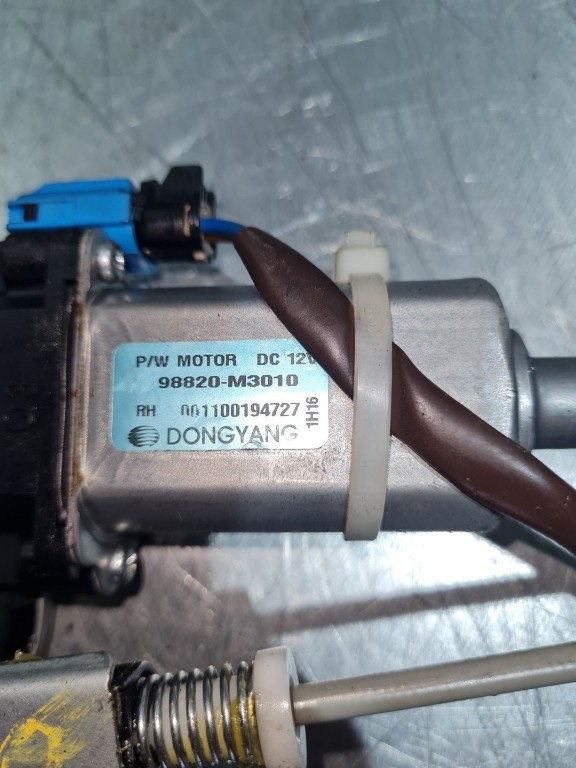 P/W MOTOR DC 12V
98820-M3010
RH 001100194727
1H16
DONGYANG